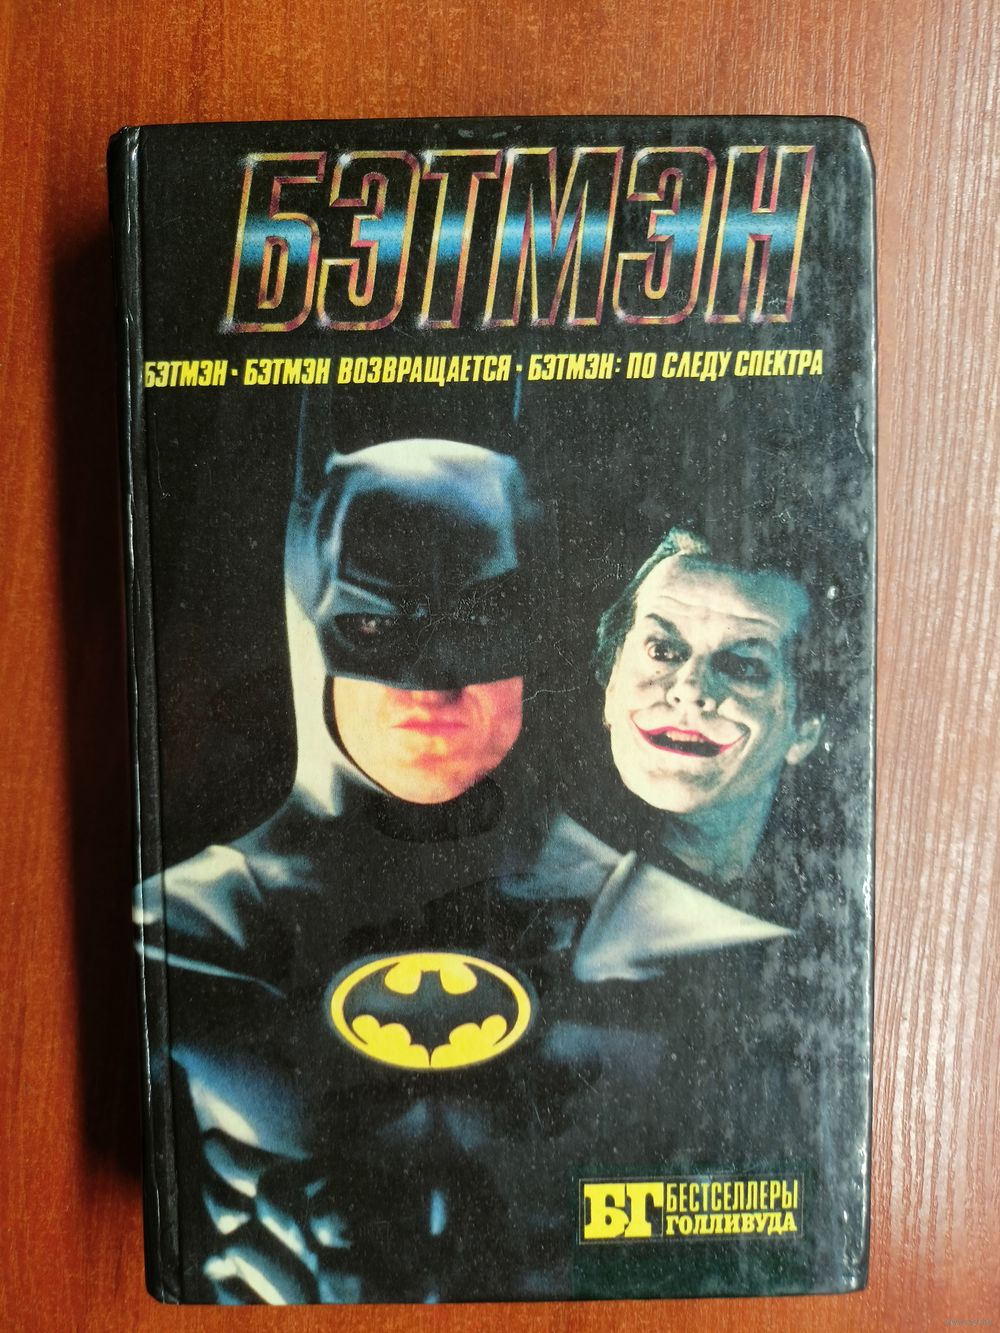 БЭТМЭН
БЭТМЭН • БЭТМЭН ВОЗВРАЩАЕТСЯ • БЭТМЭН: ПО СЛЕДУ СПЕКТРА
БГ БЕСТСЕЛЛЕРЫ
ГОЛЛИВУДА